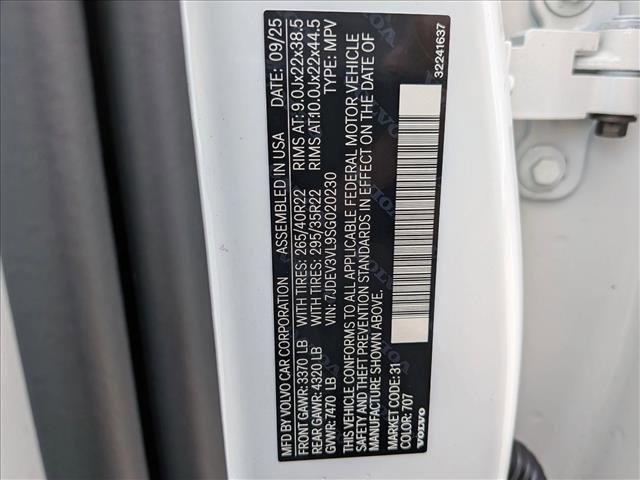 MFD BY VOLVO CAR CORPORATION ASSEMBLED IN USA DATE: 09/25
FRONT GAWR: 3370 LB WITH TIRES: 265/40R22 RIMS AT: 9.0JX22x38.5
REAR GAWR: 4320 LB WITH TIRES: 295/35R22 RIMS AT:10.0JX22x44.5
GVWR: 7470 LB VIN: 7JDEV3VL9SG020230 TYPE: MPV
THIS VEHICLE CONFORMS TO ALL APPLICABLE FEDERAL MOTOR VEHICLE
SAFETY AND THEFT PREVENTION STANDARDS IN EFFECT ON THE DATE OF
MANUFACTURE SHOWN ABOVE.
MARKET CODE: 31
COLOR: 707
VOLVO
32241637